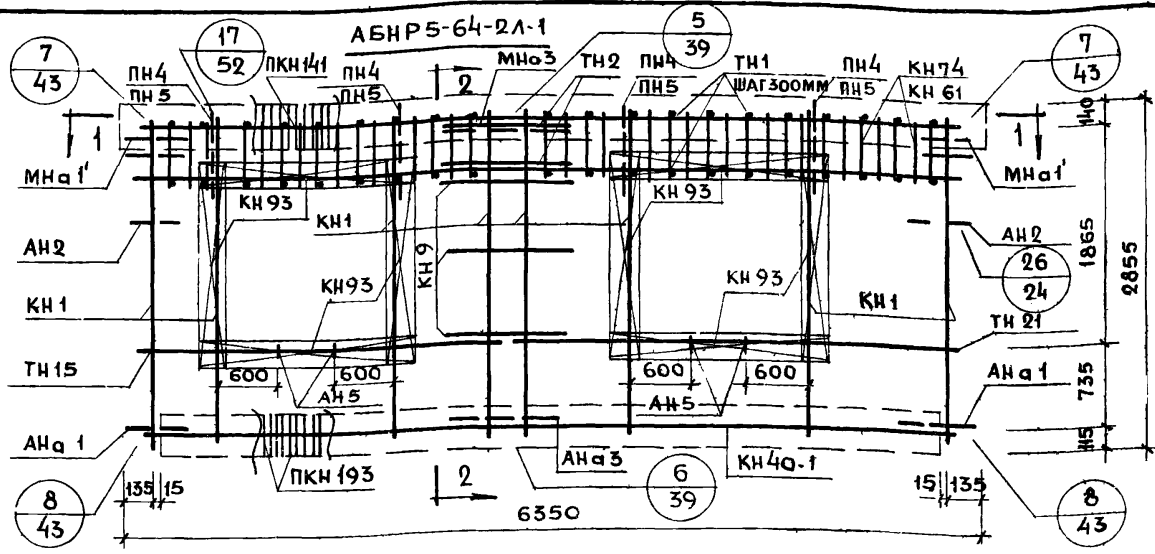 АБНР5-64-2Л-1
7
43
17
52
5
39
7
43
ПН4
ПН5
ПКН141
ПН4
ПН5
2
МНа3
ТН2
ПН4
ПН5
ТН1
ШАГ 300ММ
ПН4
ПН5
КН74
КН61
140
1
1
МНа1'
МНа1'
КН93
КН1
КН9
КН93
АН2
АН2
26
24
1865
2855
КН1
КН93
КН93
КН1
ТН21
ТН15
600
600
АН5
600
600
АН5
АНа1
735
АНа1
ПКН193
2
АНа3
КН4а-1
115
8
43
135
15
6
39
15
135
8
43
6350